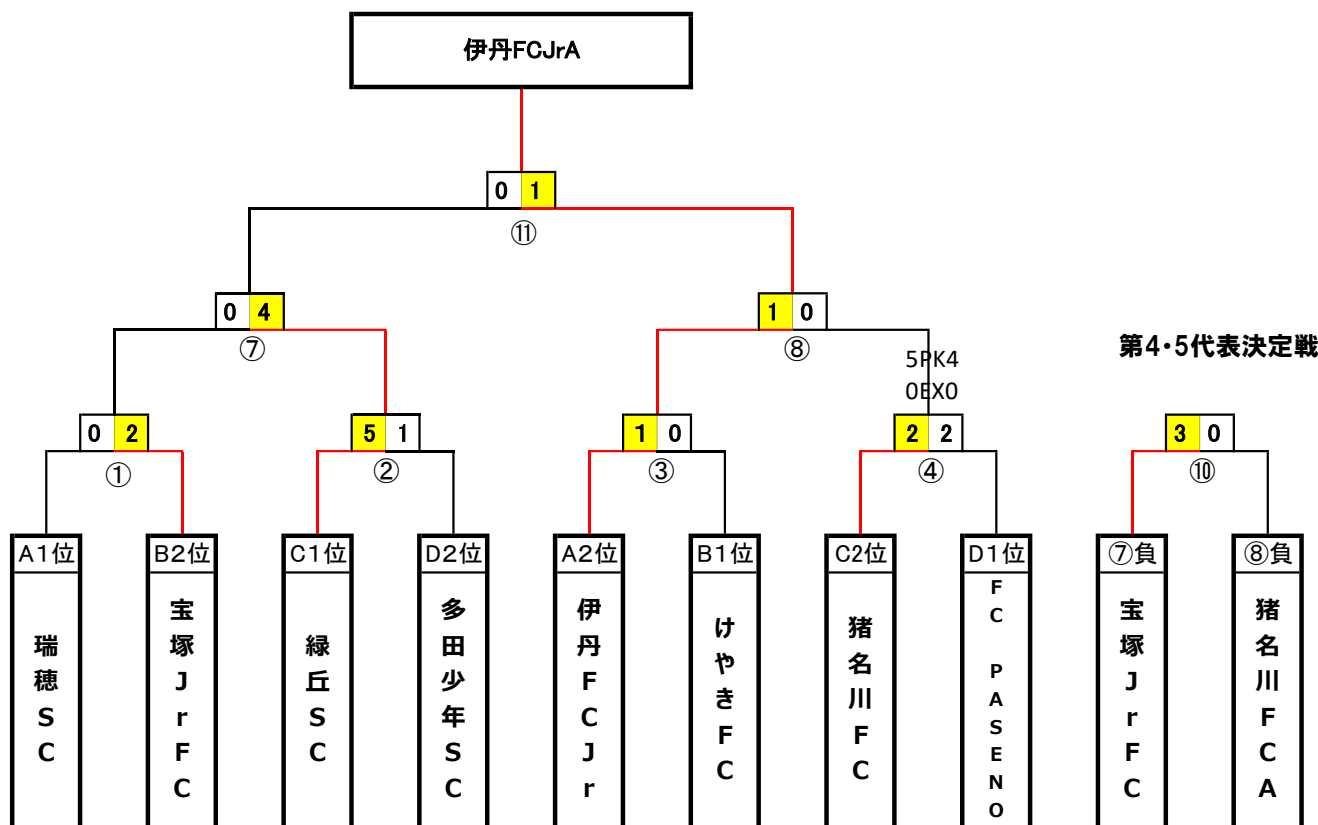 伊丹FCJrA
0 1
⑪
0 4
⑦
1 0
⑧
第4・5代表決定戦
5PK4
0EX0
0 2
①
5 1
②
1 0
③
2 2
④
3 0
⑩
A1位
瑞穂SC
B2位
宝塚JrFC
C1位
緑丘SC
D2位
多田少年SC
A2位
伊丹FCJr
B1位
けやきFC
C2位
猪名川FC
D1位
FC PASENO
⑦負
宝塚JrFC
⑧負
猪名川FCA